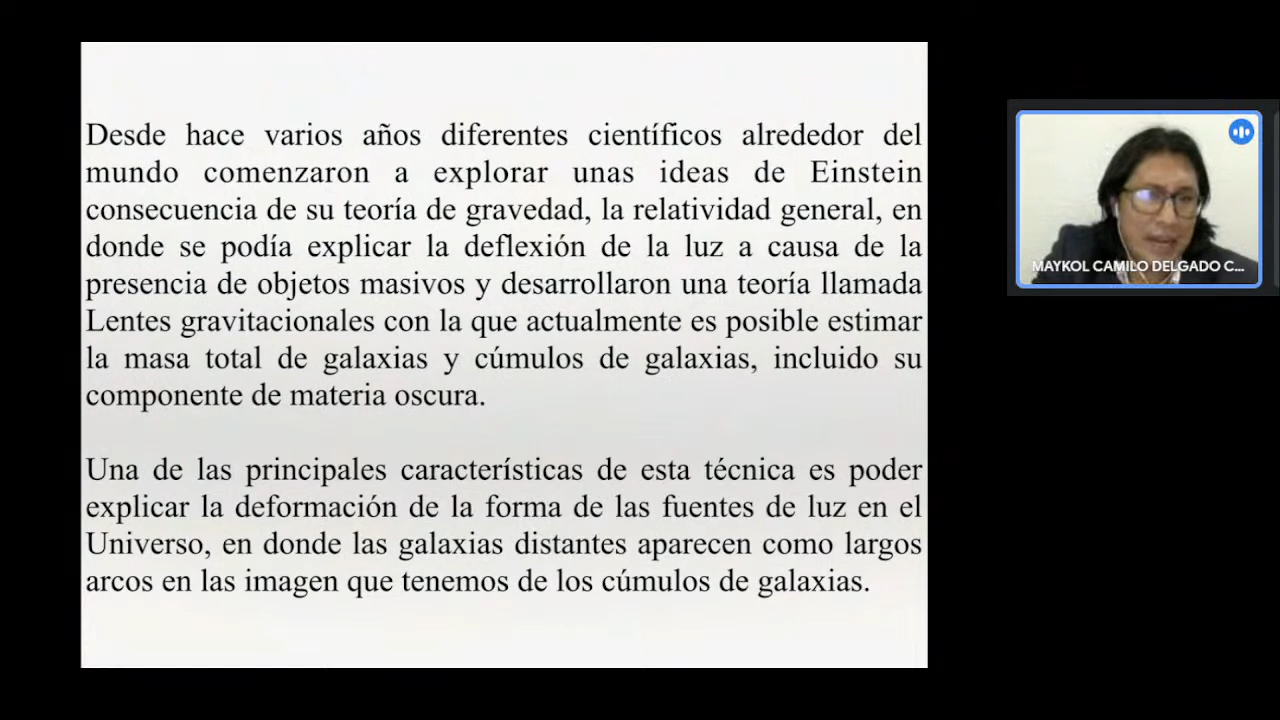 Desde hace varios años diferentes científicos alrededor del
mundo comenzaron a explorar unas ideas de Einstein
consecuencia de su teoría de gravedad, la relatividad general, en
donde se podía explicar la deflexión de la luz a causa de la
presencia de objetos masivos y desarrollaron una teoría llamada
Lentes gravitacionales con la que actualmente es posible estimar
la masa total de galaxias y cúmulos de galaxias, incluido su
componente de materia oscura.
Una de las principales características de esta técnica es poder
explicar la deformación de la forma de las fuentes de luz en el
Universo, en donde las galaxias distantes aparecen como largos
arcos en las imagen que tenemos de los cúmulos de galaxias.
MAYKOL CAMILO DELGADO C...